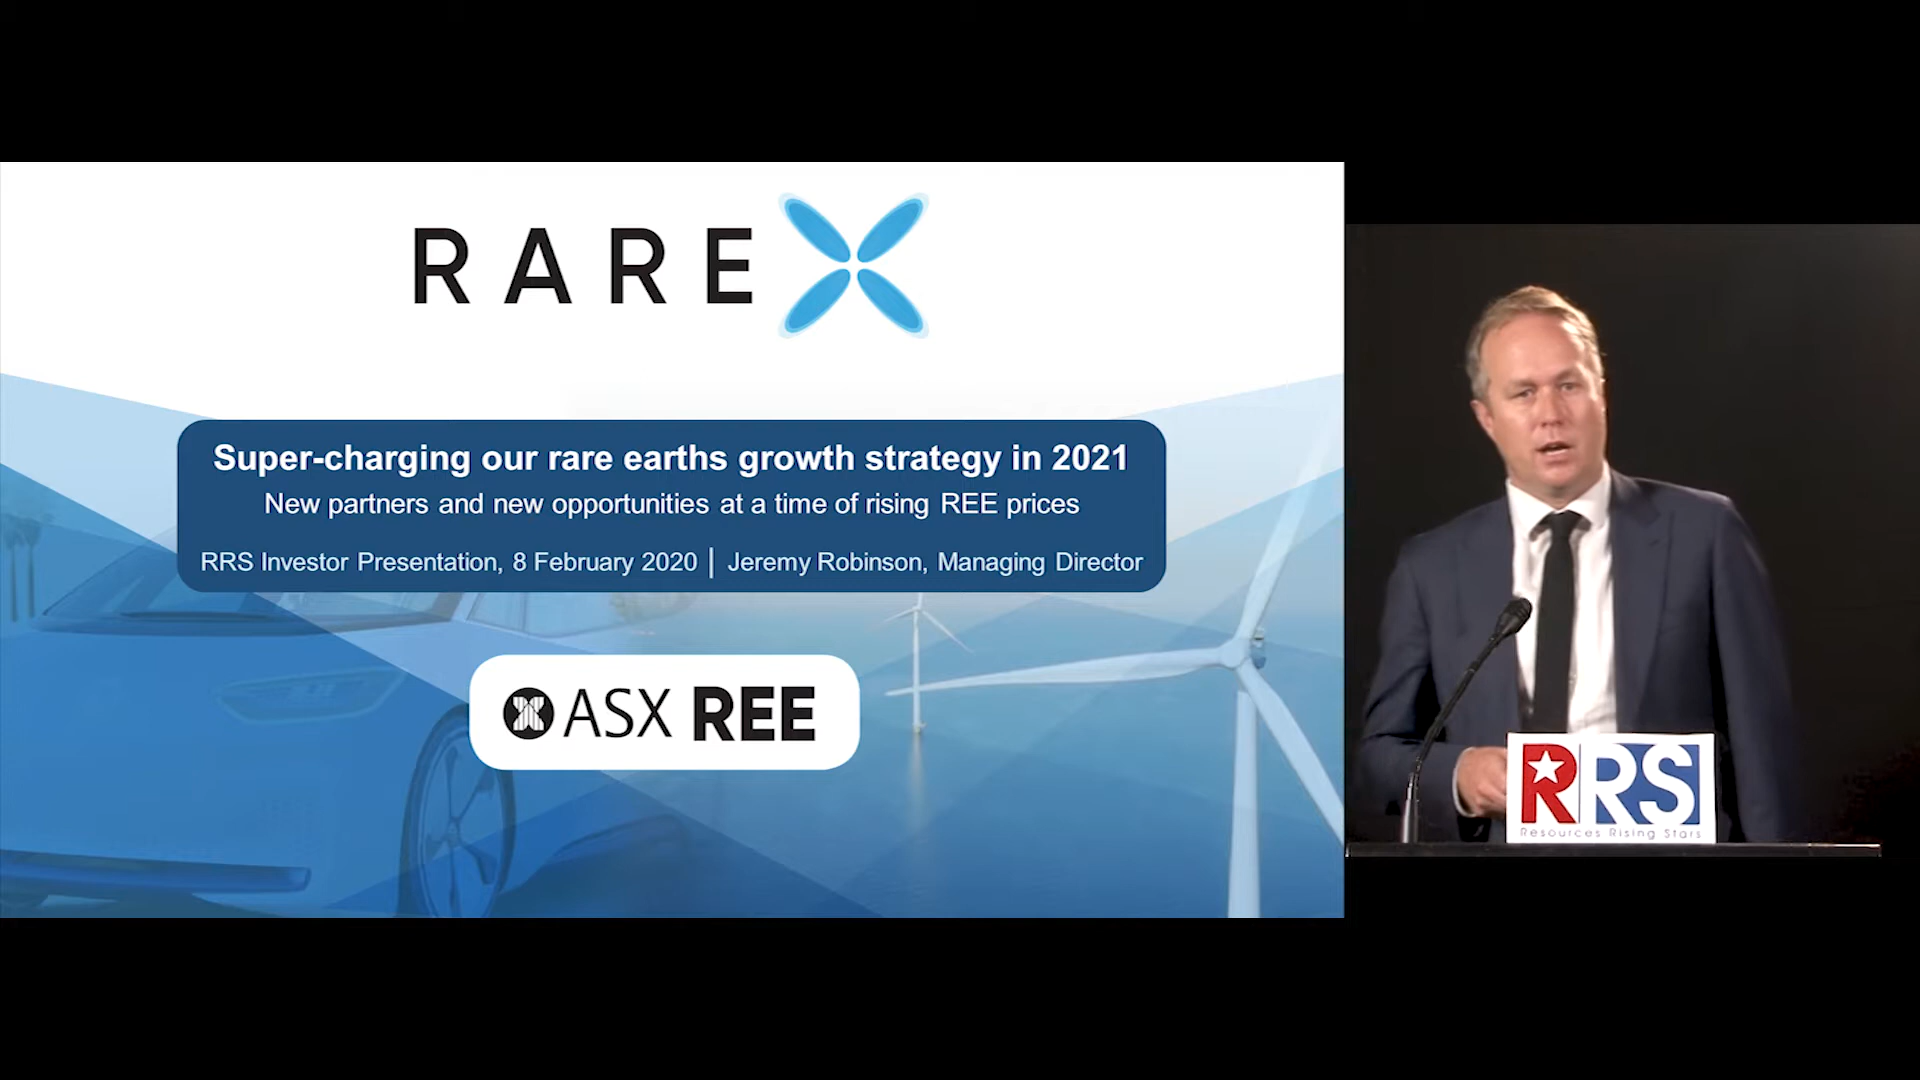 RAREX
Super-charging our rare earths growth strategy in 2021
New partners and new opportunities at a time of rising REE prices
RRS Investor Presentation, 8 February 2020 | Jeremy Robinson, Managing Director
ASX REE
RRS
Resources Rising Stars